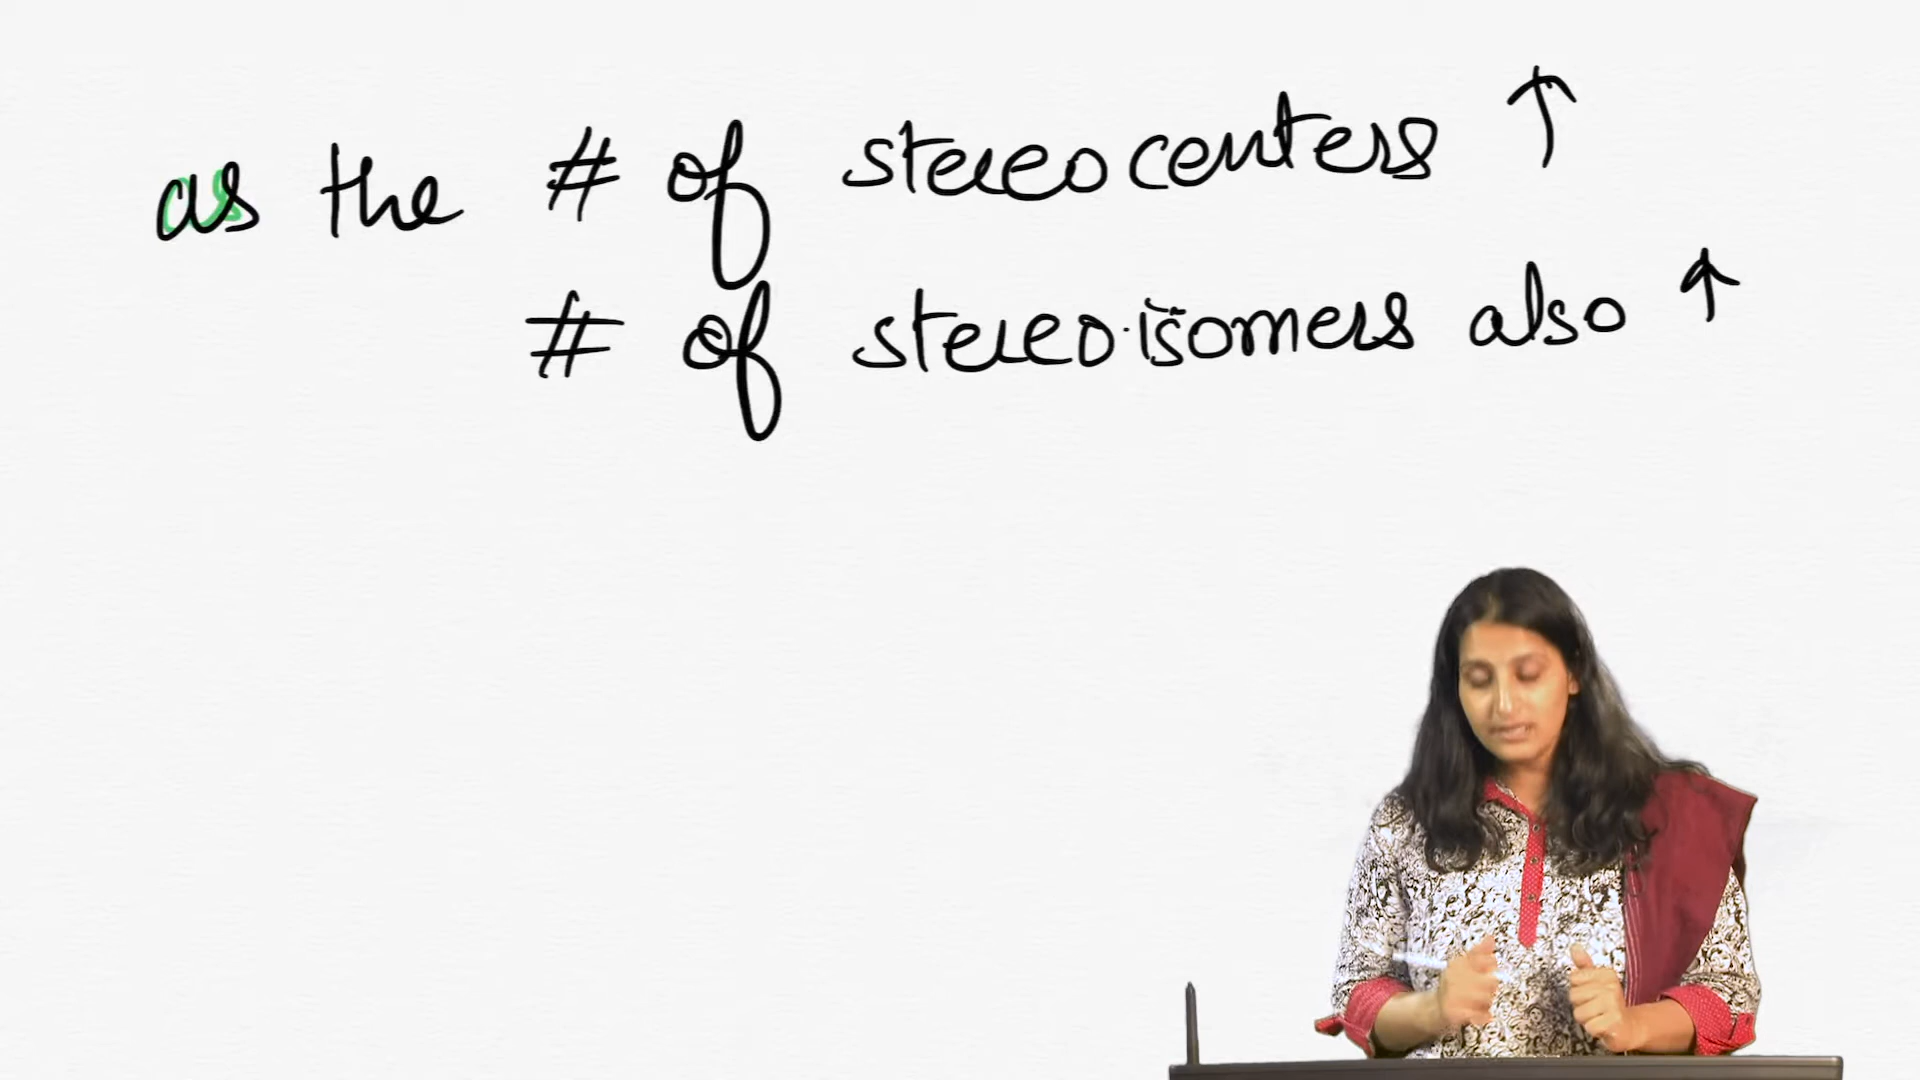 as the # of stereocenters ↑
# of stereoisomers also ↑